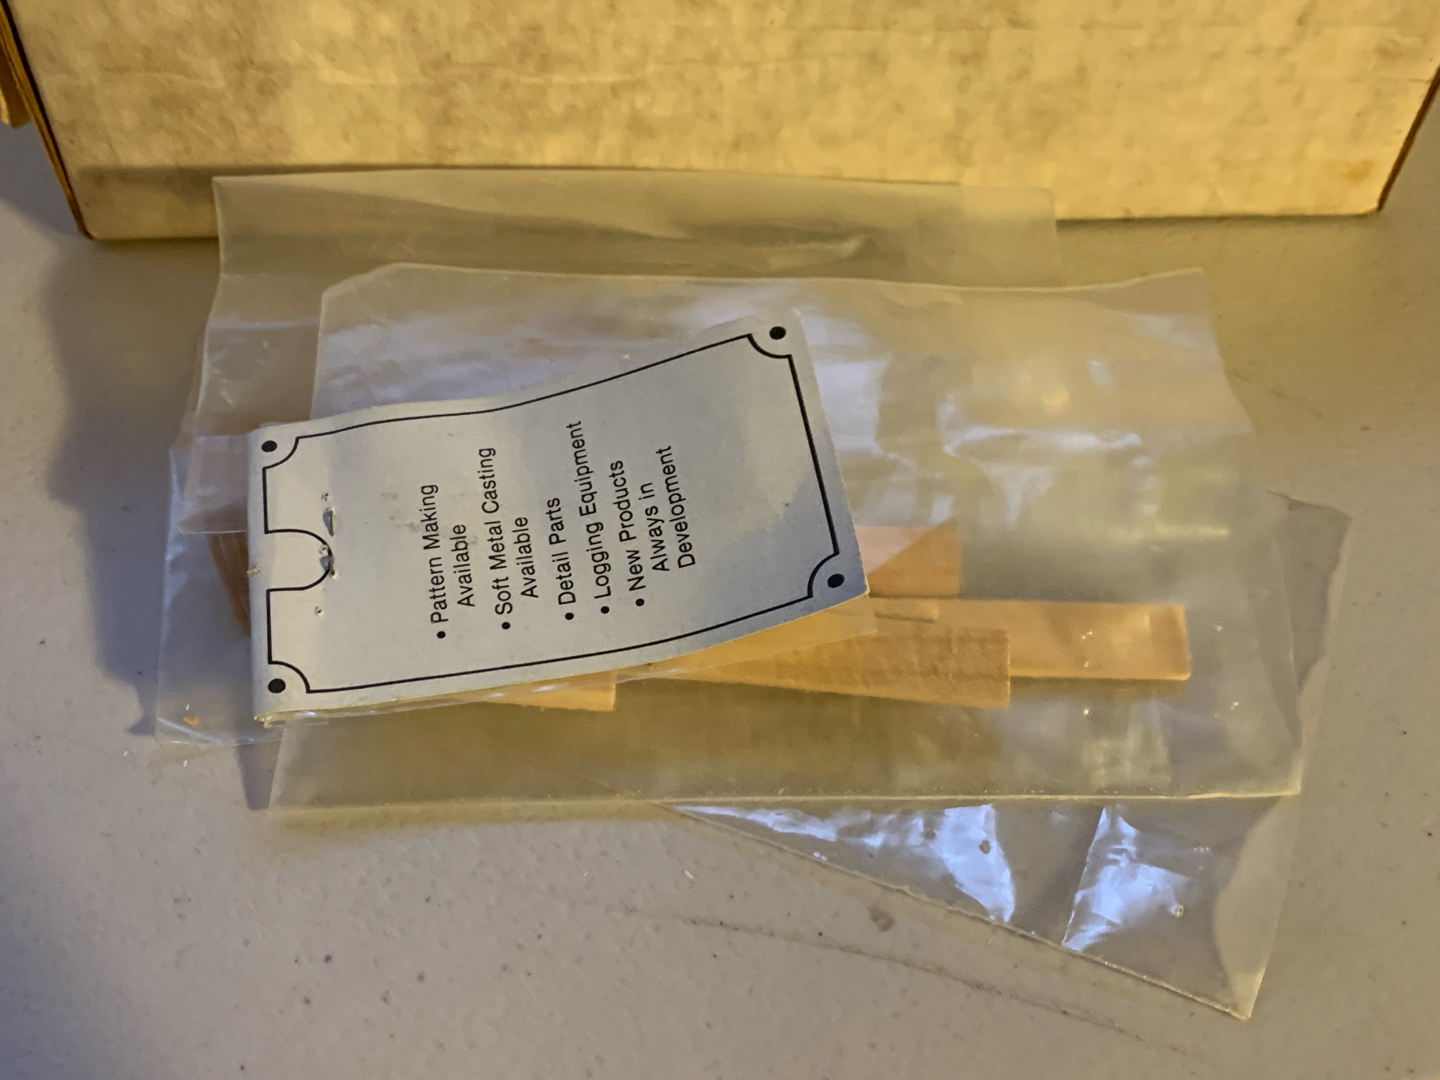 • Pattern Making
Available
• Soft Metal Casting
Available
• Detail Parts
• Logging Equipment
• New Products
Always in
Development